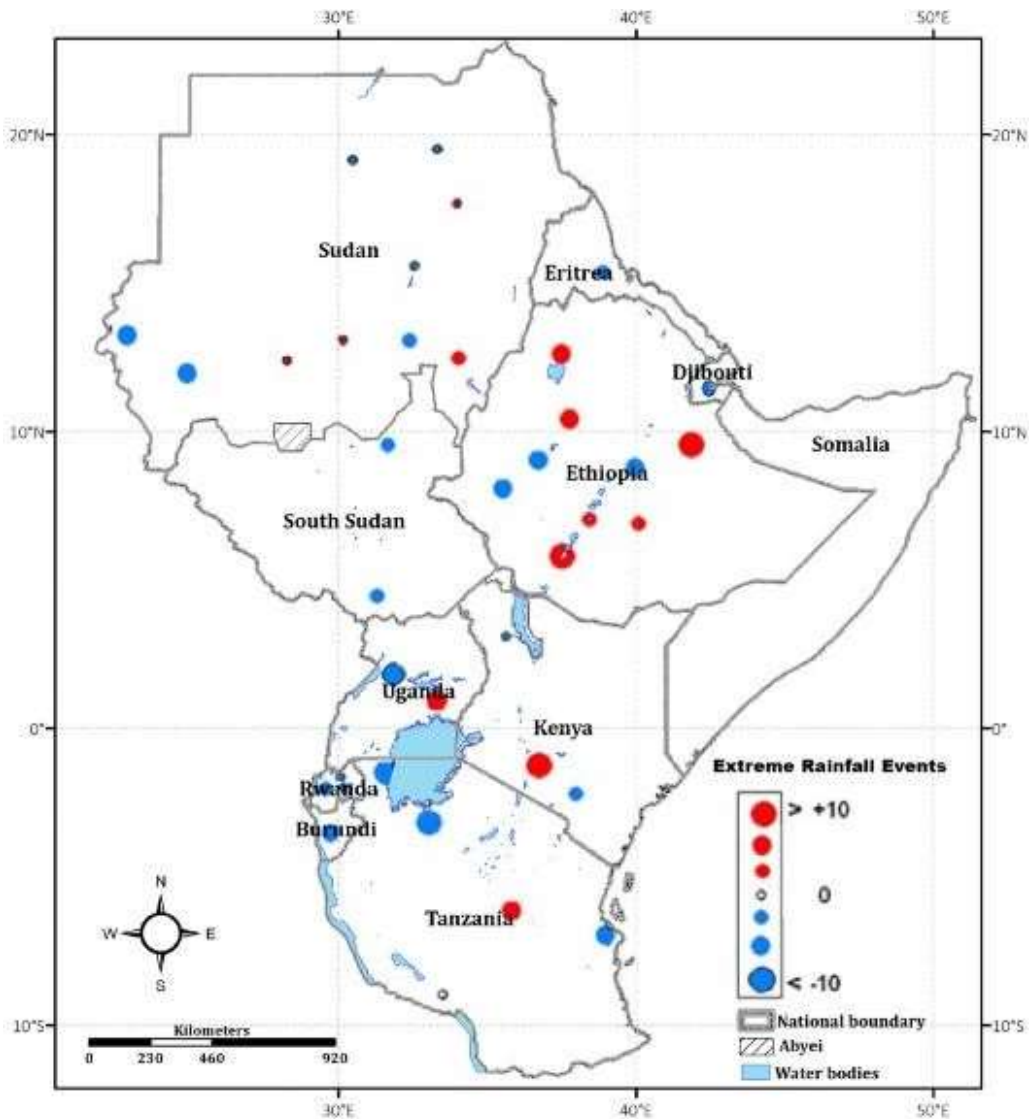 30°E 40°E 50°E
20°N 20°N
Sudan
Eritrea
Djibouti
10°N 10°N
Somalia
Ethiopia
South Sudan
Uganda
0° 0°
Kenya
Extreme Rainfall Events
Rwanda
> +10
Burundi
0
N
W E
S
Tanzania
< -10
10°S 10°S
National boundary
Kilometers
Abyei
0 230 460 920
Water bodies
30°E 40°E 50°E